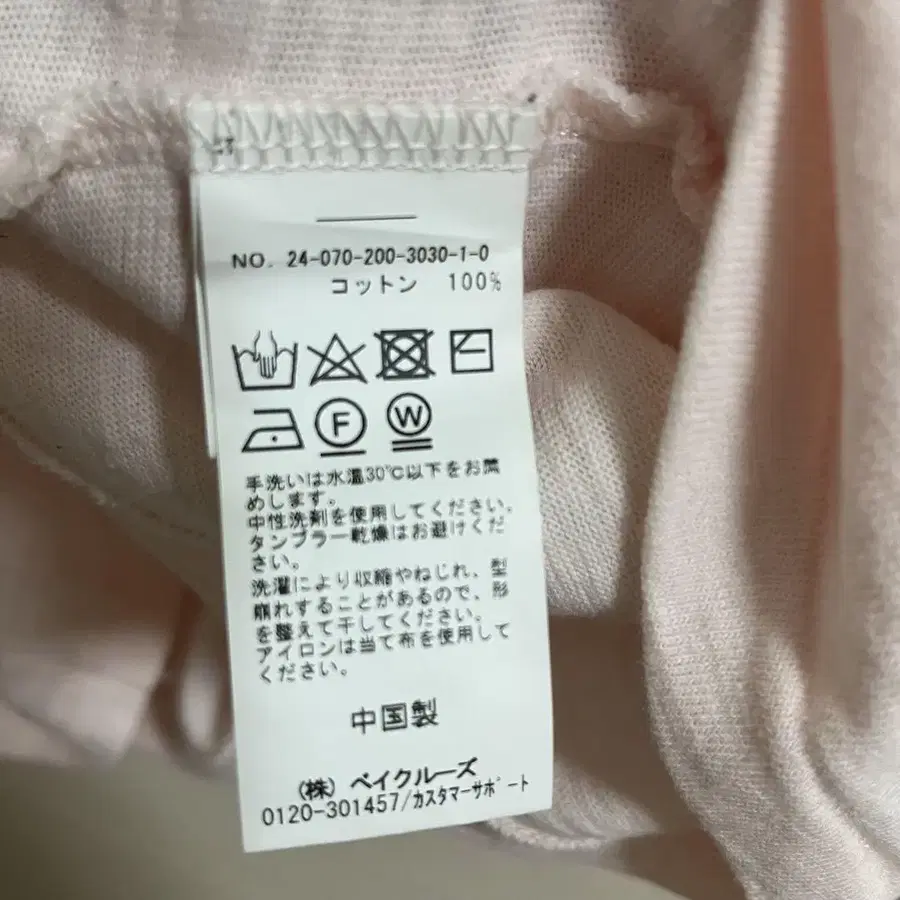 NO. 24-070-200-3030-1-0
コットン 100%
F W
手洗いは水温30℃以下をお薦
めします。
中性洗剤を使用してください。
タンブラー乾燥はお避けくだ
さい。
洗濯により収縮やねじれ、型
崩れすることがあるので、形
を整えて干してください。
アイロンは当て布を使用して
ください。
中国製
(株) ベイクルーズ
0120-301457/カスタマーサポート